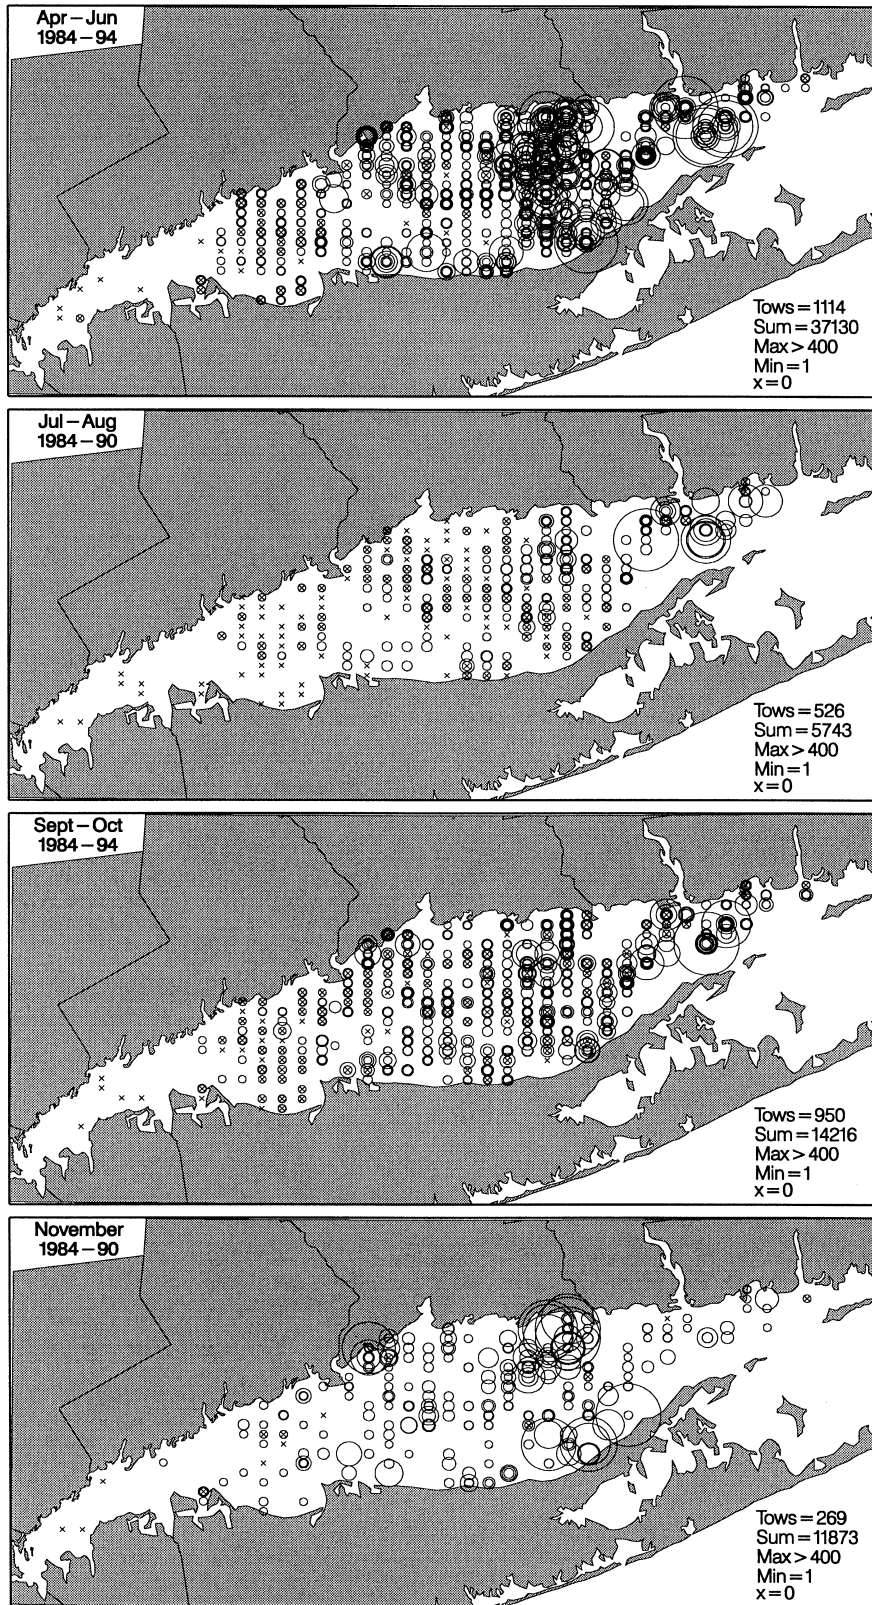 Apr – Jun
1984 – 94
Tows = 1114
Sum = 37130
Max > 400
Min = 1
x = 0
Jul – Aug
1984 – 90
Tows = 526
Sum = 5743
Max > 400
Min = 1
x = 0
Sept – Oct
1984 – 94
Tows = 950
Sum = 14216
Max > 400
Min = 1
x = 0
November
1984 – 90
Tows = 269
Sum = 11873
Max > 400
Min = 1
x = 0